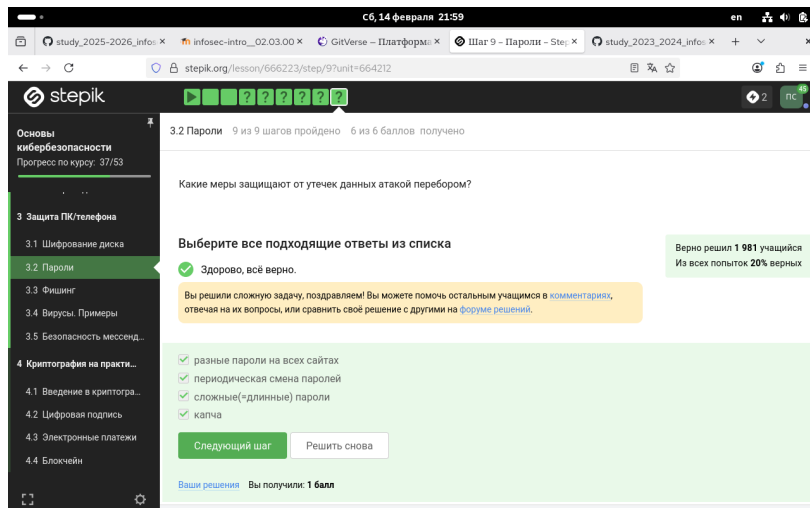 Сб, 14 февраля 21:59
en
study_2025-2026_infos
infosec-intro__02.03.00
GitVerse – Платформа
Шаг 9 – Пароли – Step
study_2023_2024_infos
stepik.org/lesson/666223/step/9?unit=664212
stepik
? ? ? ? ? ?
2
ПС
45
Основы кибербезопасности
Прогресс по курсу: 37/53
3.2 Пароли 9 из 9 шагов пройдено 6 из 6 баллов получено
3 Защита ПК/телефона
3.1 Шифрование диска
3.2 Пароли
3.3 Фишинг
3.4 Вирусы. Примеры
3.5 Безопасность мессенд...
4 Криптография на практи...
4.1 Введение в криптогра...
4.2 Цифровая подпись
4.3 Электронные платежи
4.4 Блокчейн
Какие меры защищают от утечек данных атакой перебором?
Выберите все подходящие ответы из списка
Здорово, всё верно.
Верно решил 1 981 учащийся
Из всех попыток 20% верных
Вы решили сложную задачу, поздравляем! Вы можете помочь остальным учащимся в комментариях,
отвечая на их вопросы, или сравнить своё решение с другими на форуме решений.
разные пароли на всех сайтах
периодическая смена паролей
сложные(=длинные) пароли
капча
Следующий шаг
Решить снова
Ваши решения Вы получили: 1 балл